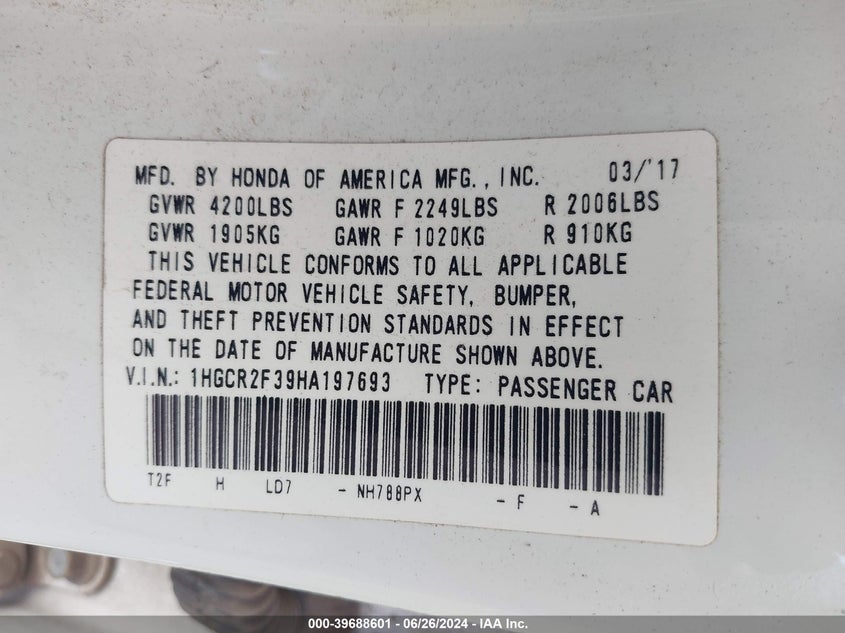 MFD. BY HONDA OF AMERICA MFG., INC. 03/'17
GVWR 4200LBS GAWR F 2249LBS R 2006LBS
GVWR 1905KG GAWR F 1020KG R 910KG
THIS VEHICLE CONFORMS TO ALL APPLICABLE
FEDERAL MOTOR VEHICLE SAFETY, BUMPER,
AND THEFT PREVENTION STANDARDS IN EFFECT
ON THE DATE OF MANUFACTURE SHOWN ABOVE.
V.I.N.: 1HGCR2F39HA197693 TYPE: PASSENGER CAR
T2F H LD7 - NH788PX - F - A
000-39688601 - 06/26/2024 - IAA Inc.